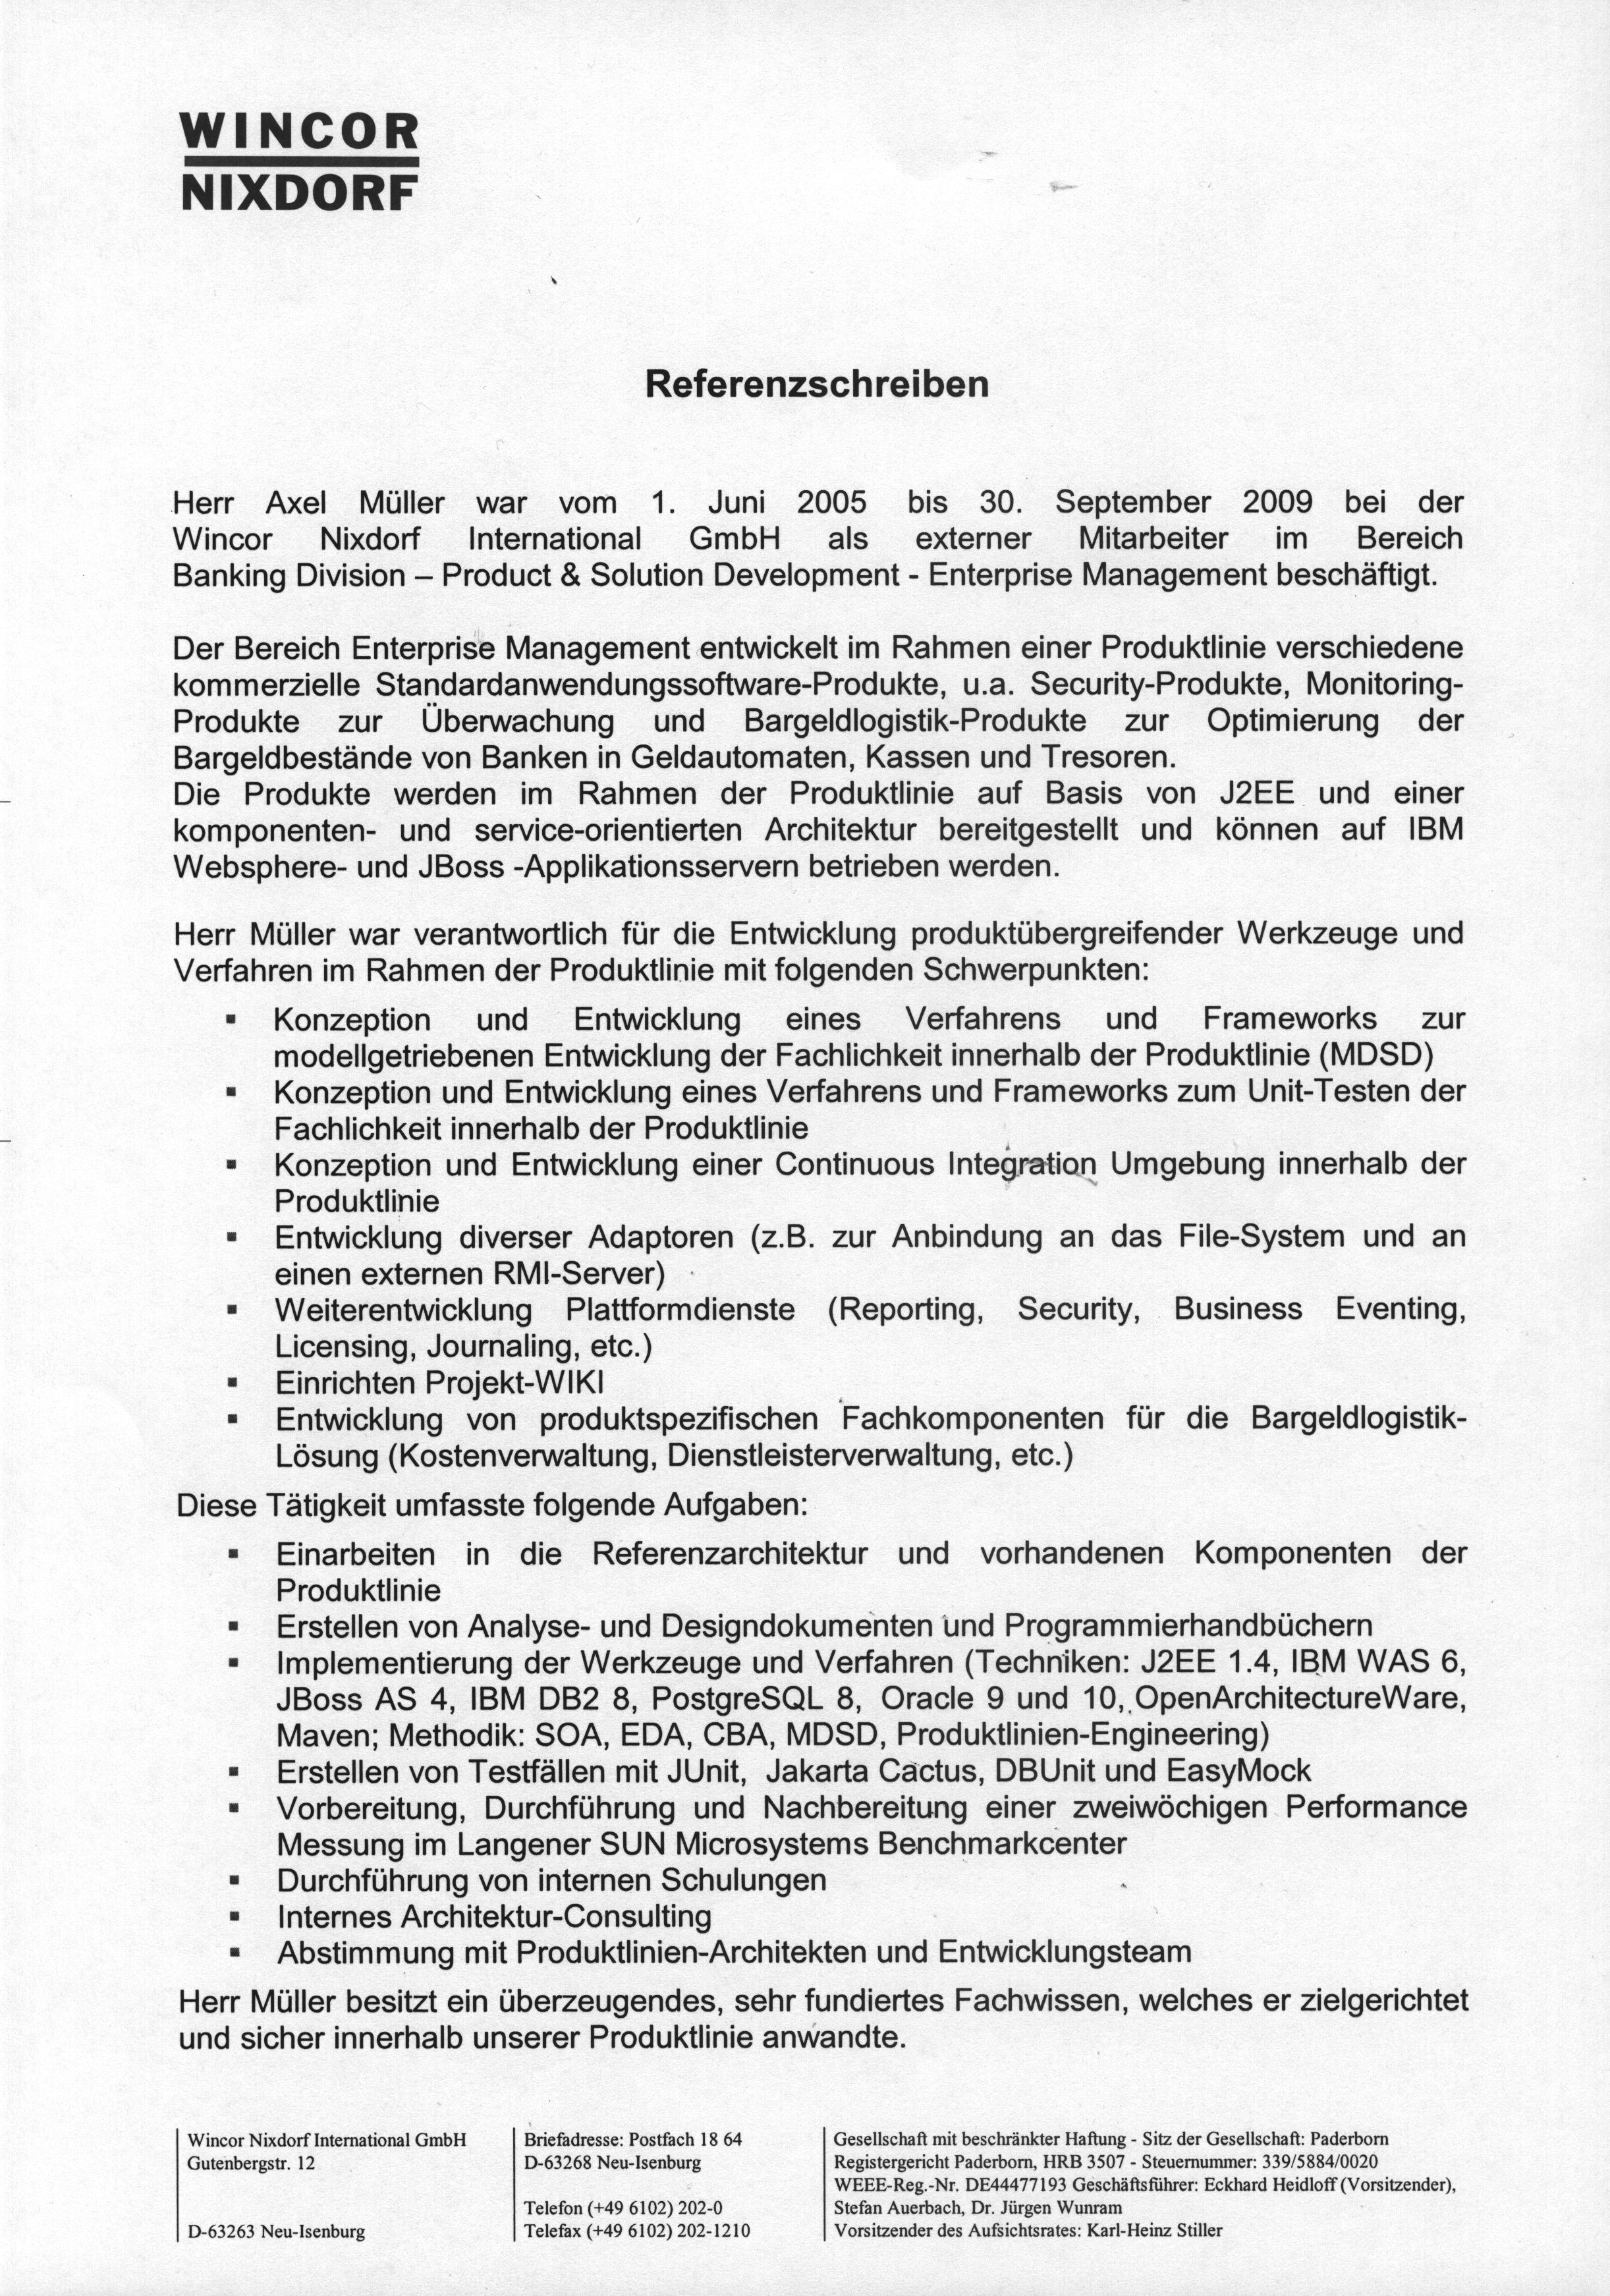 WINCOR
NIXDORF
Referenzschreiben
Herr Axel Müller war vom 1. Juni 2005 bis 30. September 2009 bei der
Wincor Nixdorf International GmbH als externer Mitarbeiter im Bereich
Banking Division – Product & Solution Development - Enterprise Management beschäftigt.
Der Bereich Enterprise Management entwickelt im Rahmen einer Produktlinie verschiedene
kommerzielle Standardanwendungssoftware-Produkte, u.a. Security-Produkte, Monitoring-
Produkte zur Überwachung und Bargeldlogistik-Produkte zur Optimierung der
Bargeldbestände von Banken in Geldautomaten, Kassen und Tresoren.
Die Produkte werden im Rahmen der Produktlinie auf Basis von J2EE und einer
komponenten- und service-orientierten Architektur bereitgestellt und können auf IBM
Websphere- und JBoss -Applikationsservern betrieben werden.
Herr Müller war verantwortlich für die Entwicklung produktübergreifender Werkzeuge und
Verfahren im Rahmen der Produktlinie mit folgenden Schwerpunkten:
▪ Konzeption und Entwicklung eines Verfahrens und Frameworks zur
modellgetriebenen Entwicklung der Fachlichkeit innerhalb der Produktlinie (MDSD)
▪ Konzeption und Entwicklung eines Verfahrens und Frameworks zum Unit-Testen der
Fachlichkeit innerhalb der Produktlinie
▪ Konzeption und Entwicklung einer Continuous Integration Umgebung innerhalb der
Produktlinie
▪ Entwicklung diverser Adaptoren (z.B. zur Anbindung an das File-System und an
einen externen RMI-Server)
▪ Weiterentwicklung Plattformdienste (Reporting, Security, Business Eventing,
Licensing, Journaling, etc.)
▪ Einrichten Projekt-WIKI
▪ Entwicklung von produktspezifischen Fachkomponenten für die Bargeldlogistik-
Lösung (Kostenverwaltung, Dienstleisterverwaltung, etc.)
Diese Tätigkeit umfasste folgende Aufgaben:
▪ Einarbeiten in die Referenzarchitektur und vorhandenen Komponenten der
Produktlinie
▪ Erstellen von Analyse- und Designdokumenten und Programmierhandbüchern
▪ Implementierung der Werkzeuge und Verfahren (Techniken: J2EE 1.4, IBM WAS 6,
JBoss AS 4, IBM DB2 8, PostgreSQL 8, Oracle 9 und 10, OpenArchitectureWare,
Maven; Methodik: SOA, EDA, CBA, MDSD, Produktlinien-Engineering)
▪ Erstellen von Testfällen mit JUnit, Jakarta Cactus, DBUnit und EasyMock
▪ Vorbereitung, Durchführung und Nachbereitung einer zweiwöchigen Performance
Messung im Langener SUN Microsystems Benchmarkcenter
▪ Durchführung von internen Schulungen
▪ Internes Architektur-Consulting
▪ Abstimmung mit Produktlinien-Architekten und Entwicklungsteam
Herr Müller besitzt ein überzeugendes, sehr fundiertes Fachwissen, welches er zielgerichtet
und sicher innerhalb unserer Produktlinie anwandte.
Wincor Nixdorf International GmbH
Gutenbergstr. 12
D-63263 Neu-Isenburg
Briefadresse: Postfach 18 64
D-63268 Neu-Isenburg
Telefon (+49 6102) 202-0
Telefax (+49 6102) 202-1210
Gesellschaft mit beschränkter Haftung - Sitz der Gesellschaft: Paderborn
Registergericht Paderborn, HRB 3507 - Steuernummer: 339/5884/0020
WEEE-Reg.-Nr. DE44477193 Geschäftsführer: Eckhard Heidloff (Vorsitzender),
Stefan Auerbach, Dr. Jürgen Wunram
Vorsitzender des Aufsichtsrates: Karl-Heinz Stiller